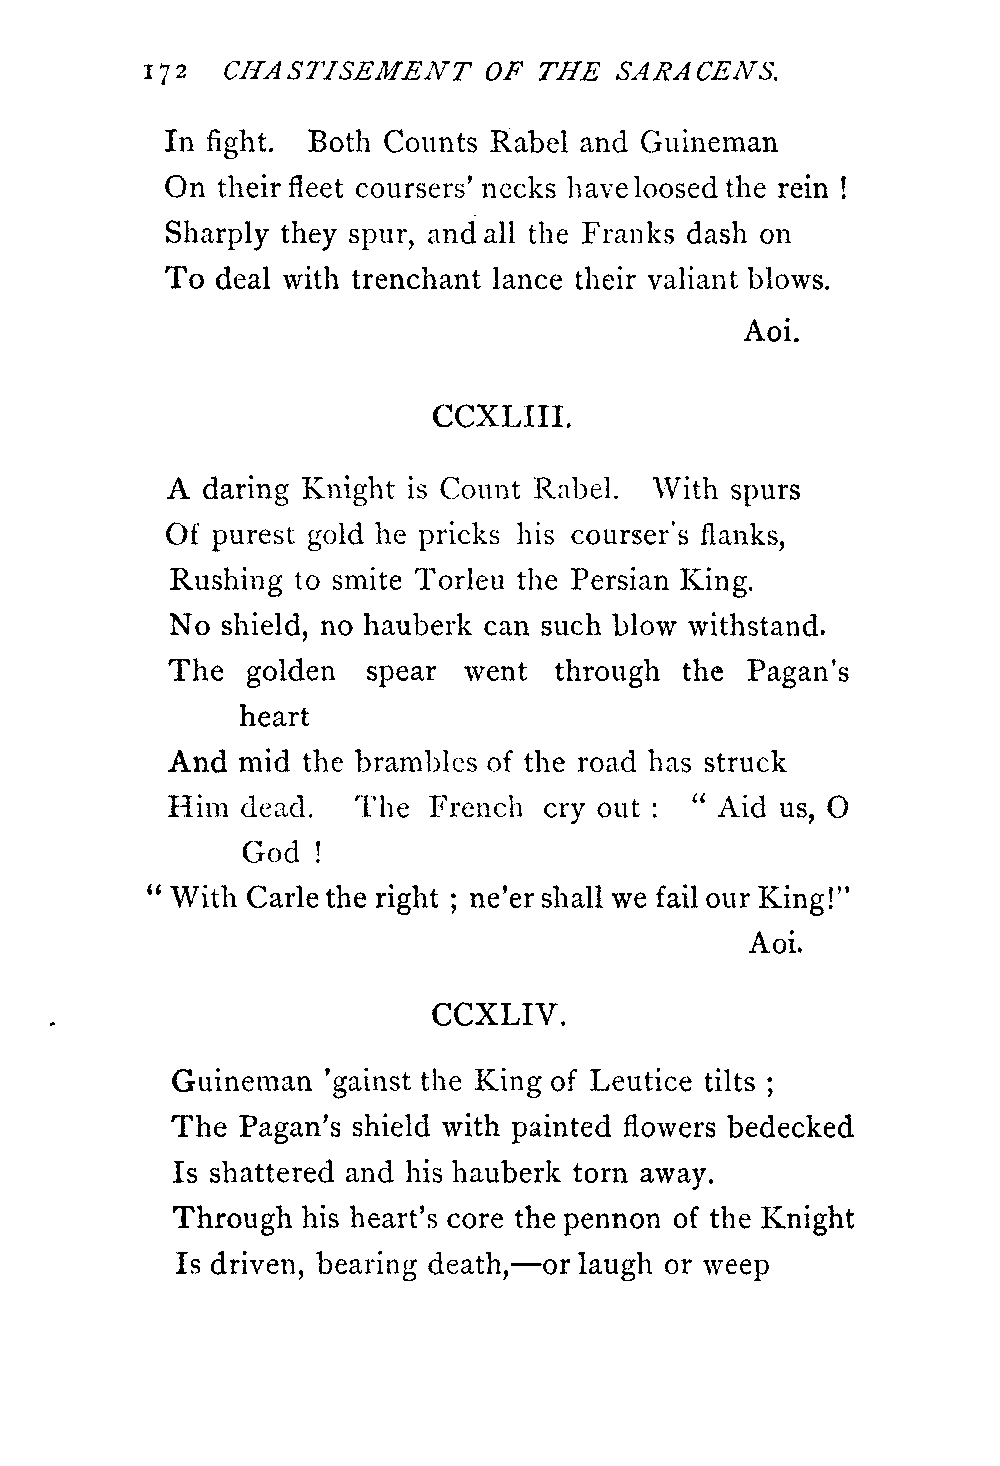 172 CHASTISEMENT OF THE SARACENS.
In fight. Both Counts Rabel and Guineman
On their fleet coursers' necks have loosed the rein !
Sharply they spur, and all the Franks dash on
To deal with trenchant lance their valiant blows.
Aoi.
CCXLIII.
A daring Knight is Count Rabel. With spurs
Of purest gold he pricks his courser's flanks,
Rushing to smite Torleu the Persian King.
No shield, no hauberk can such blow withstand.
The golden spear went through the Pagan's
heart
And mid the brambles of the road has struck
Him dead. The French cry out : " Aid us, O
God !
" With Carle the right ; ne'er shall we fail our King!"
Aoi.
CCXLIV.
Guineman 'gainst the King of Leutice tilts ;
The Pagan's shield with painted flowers bedecked
Is shattered and his hauberk torn away.
Through his heart's core the pennon of the Knight
Is driven, bearing death,—or laugh or weep